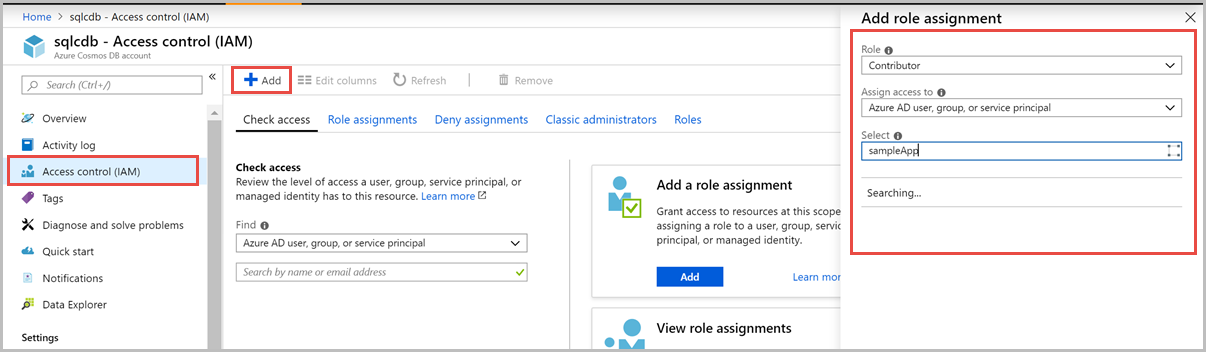 Home > sqlcdb - Access control (IAM)
sqlcdb - Access control (IAM)
Azure Cosmos DB account
Search (Ctrl+/)
«
Overview
Activity log
Access control (IAM)
Tags
Diagnose and solve problems
Quick start
Notifications
Data Explorer
Settings
Add
Edit columns
Refresh
Remove
Check access
Role assignments
Deny assignments
Classic administrators
Roles
Check access
Review the level of access a user, group, service principal, or
managed identity has to this resource. Learn more
Find
Azure AD user, group, or service principal
Search by name or email address
Add a role assignment
Grant access to resources at this scope
assigning a role to a user, group, servic
principal, or managed identity.
Add
Learn mor
View role assignments
Add role assignment
Role
Contributor
Assign access to
Azure AD user, group, or service principal
Select
sampleApp
Searching...